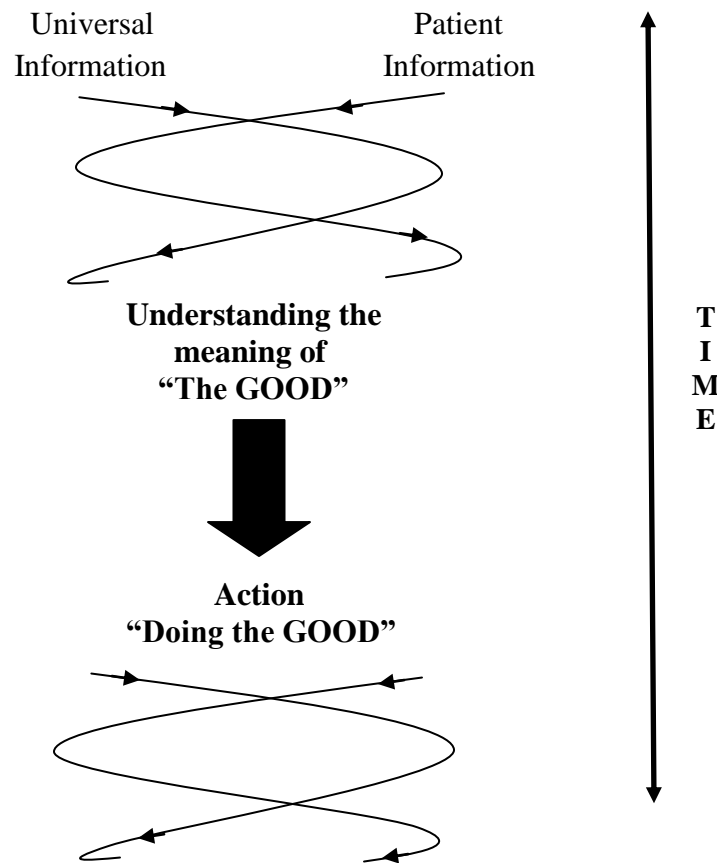 Universal
Information
Patient
Information
Understanding the
meaning of
“The GOOD”
T
I
M
E
Action
“Doing the GOOD”